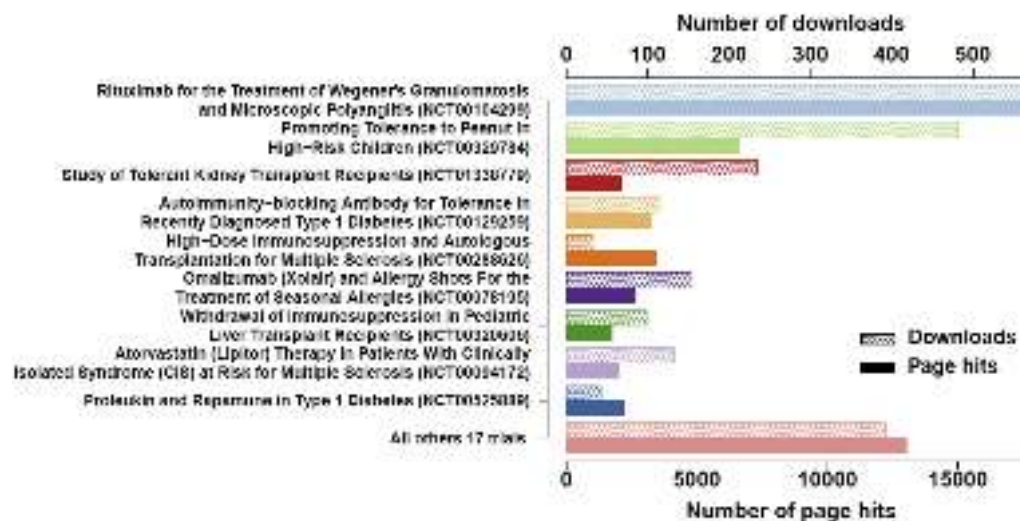 Number of downloads
0 100 200 300 400 500
Rituximab for the Treatment of Wegener's Granulomatosis
and Microscopic Polyangiitis (NCT00104299)
Promoting Tolerance to Peanut in
High-Risk Children (NCT00329784)
Study of Tolerant Kidney Transplant Recipients (NCT01338779)
Autoimmunity-blocking Antibody for Tolerance in
Recently Diagnosed Type 1 Diabetes (NCT00129259)
High-Dose Immunosuppression and Autologous
Transplantation for Multiple Sclerosis (NCT00288626)
Omalizumab (Xolair) and Allergy Shots For the
Treatment of Seasonal Allergies (NCT00078195)
Withdrawal of Immunosuppression in Pediatric
Liver Transplant Recipients (NCT00320606)
Atorvastatin (Lipitor) Therapy in Patients With Clinically
Isolated Syndrome (CIS) at Risk for Multiple Sclerosis (NCT00094172)
Proleukin and Rapamune in Type 1 Diabetes (NCT00525889)
All others 17 trials
Downloads
Page hits
0 5000 10000 15000
Number of page hits